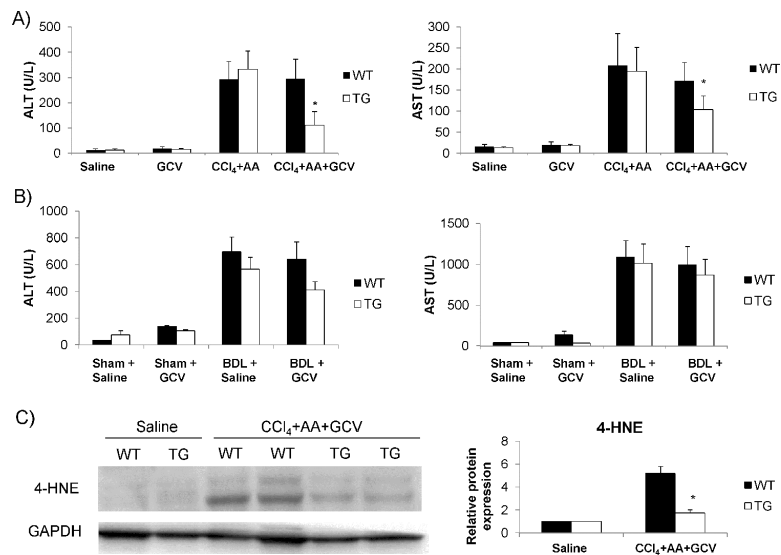 A)
ALT (U/L)
500
400
300
200
100
0
Saline
GCV
CCl₄+AA
CCl₄+AA+GCV
*
WT
TG
AST (U/L)
300
250
200
150
100
50
0
Saline
GCV
CCl₄+AA
CCl₄+AA+GCV
*
WT
TG
B)
ALT (U/L)
1000
800
600
400
200
0
Sham +
Saline
Sham +
GCV
BDL +
Saline
BDL +
GCV
WT
TG
AST (U/L)
1500
1000
500
0
Sham +
Saline
Sham +
GCV
BDL +
Saline
BDL +
GCV
WT
TG
C)
Saline
CCl₄+AA+GCV
WT TG WT WT TG TG
4-HNE
GAPDH
4-HNE
Relative protein
expression
8
6
4
2
0
Saline
CCl₄+AA+GCV
*
WT
TG